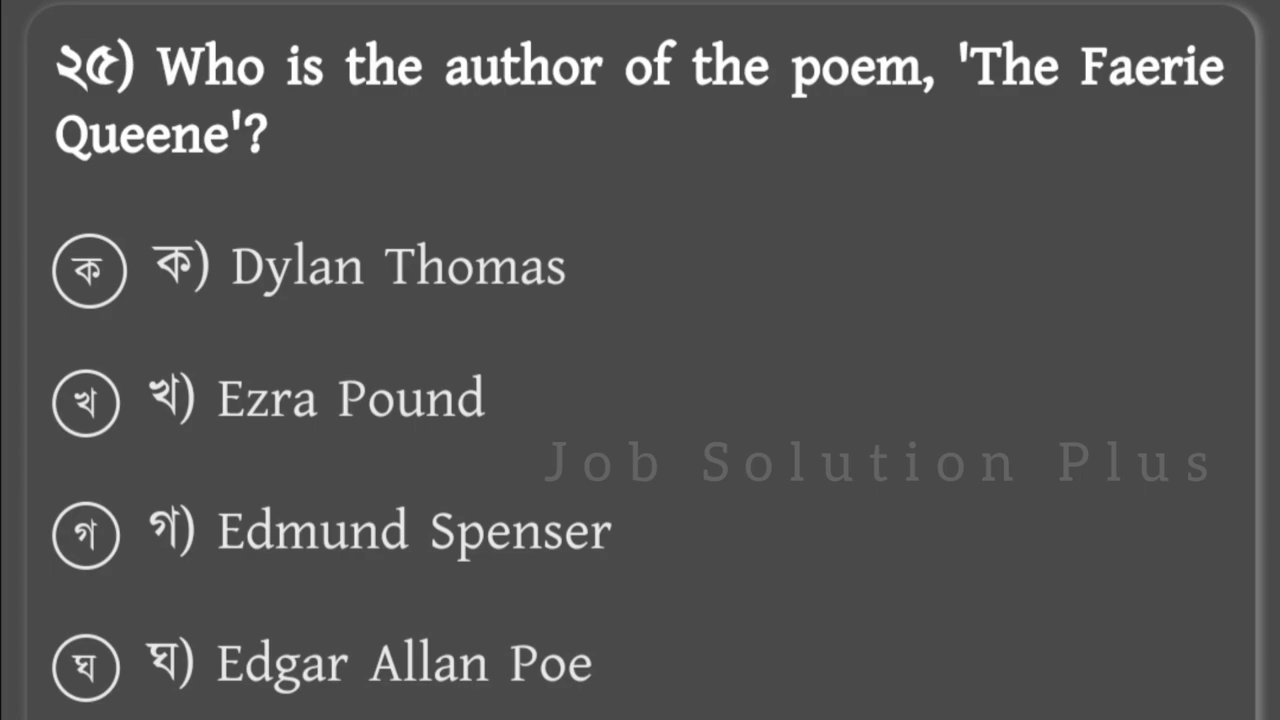 ২৫) Who is the author of the poem, 'The Faerie
Queene'?
ক ক) Dylan Thomas
খ খ) Ezra Pound
Job Solution Plus
গ গ) Edmund Spenser
ঘ ঘ) Edgar Allan Poe